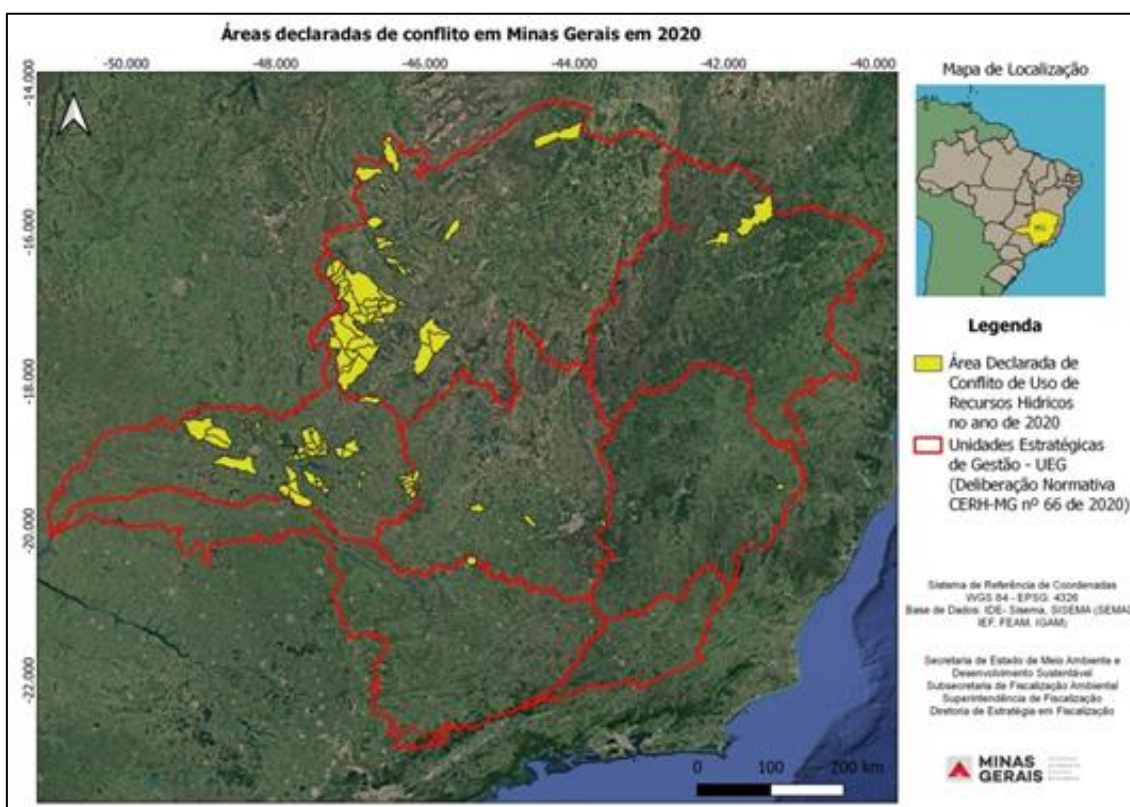 Áreas declaradas de conflito em Minas Gerais em 2020
-50.000 -48.000 -46.000 -44.000 -42.000 -40.000
-14.000
-16.000
-18.000
-20.000
-22.000
0 100 200 km
Mapa de Localização
MG
Legenda
Área Declarada de
Conflito de Uso de
Recursos Hidricos
no ano de 2020
Unidades Estratégicas
de Gestão - UEG
(Deliberação Normativa
CERH-MG nº 66 de 2020)
Sistema de Referência de Coordenadas
WGS 84 - EPSG: 4326
Base de Dados: IDE- Sisema, SISEMA (SEMAD
IEF, FEAM, IGAM)
Secretaria de Estado de Meio Ambiente e
Desenvolvimento Sustentável
Subsecretaria de Fiscalização Ambiental
Superintendência de Fiscalização
Diretoria de Estratégia em Fiscalização
MINAS
GERAIS